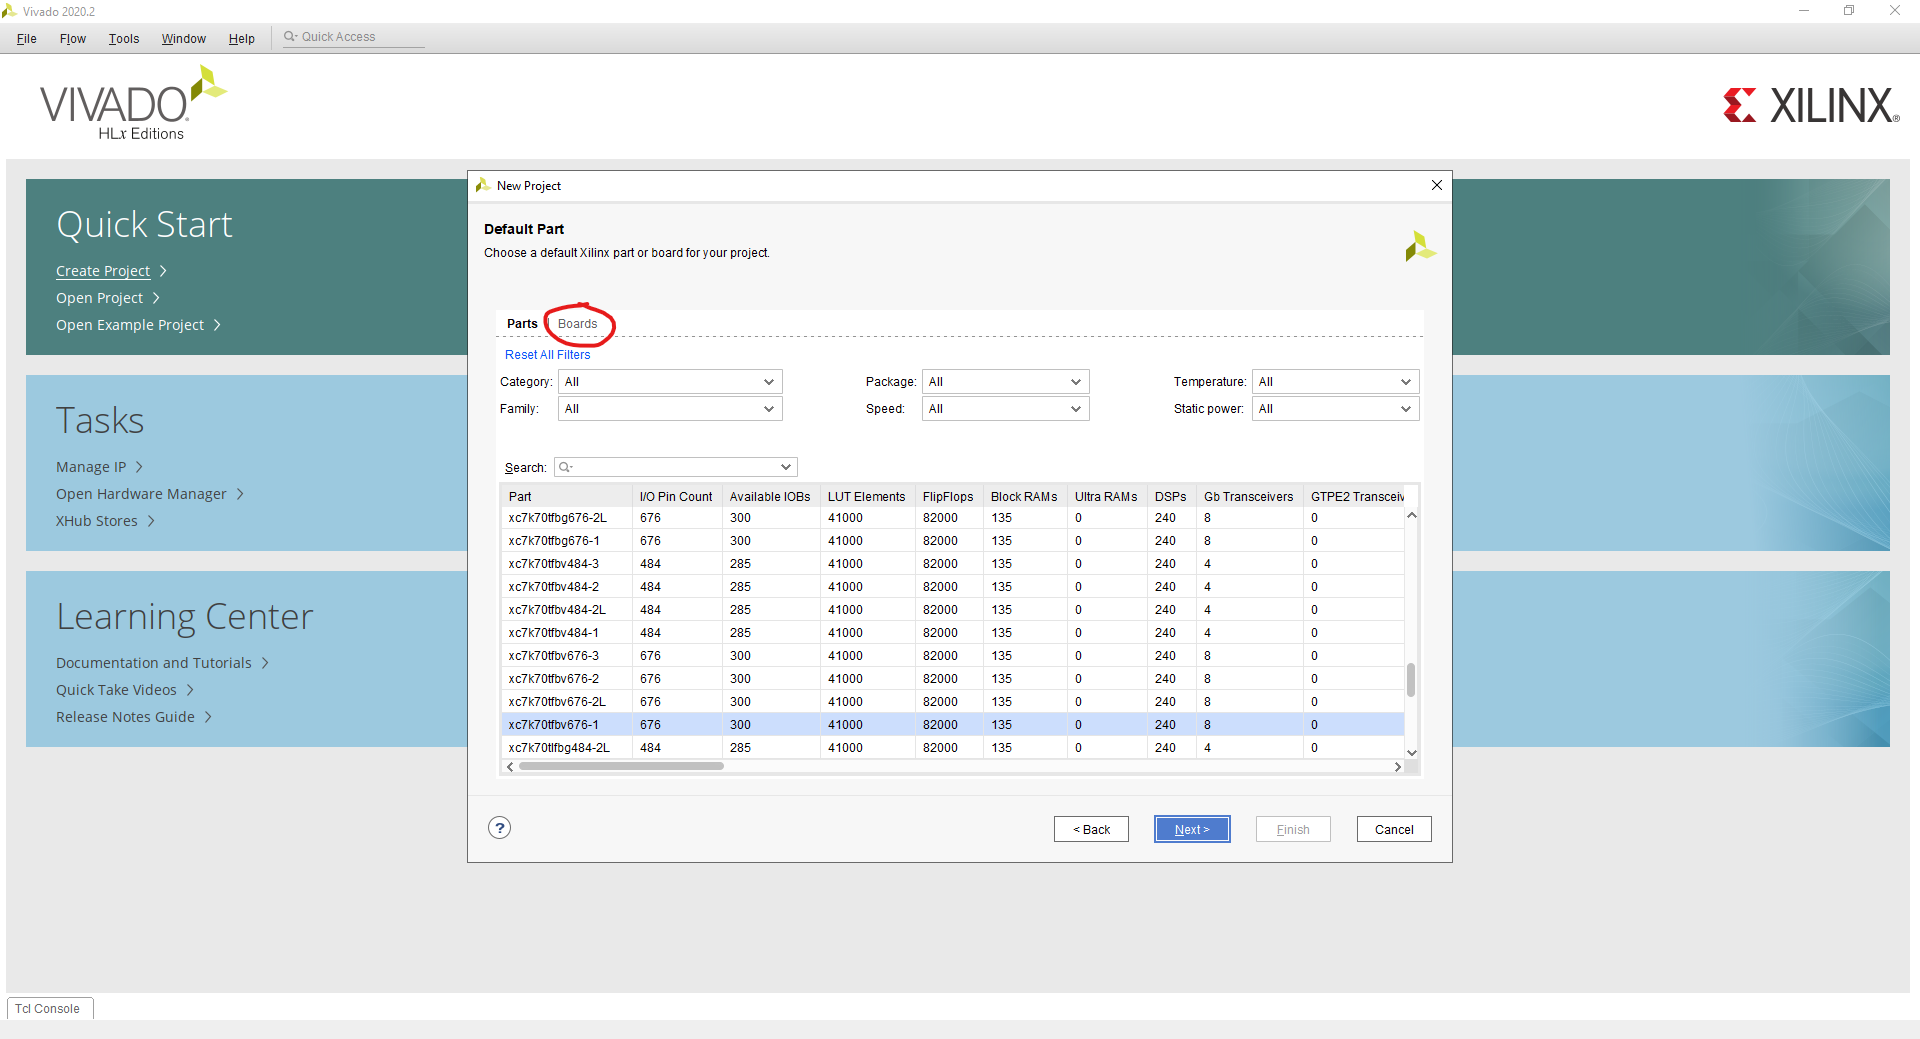 Vivado 2020.2
File Flow Tools Window Help Quick Access
VIVADO.
HLx Editions
XILINX®
Quick Start
Create Project
Open Project
Open Example Project
Tasks
Manage IP
Open Hardware Manager
XHub Stores
Learning Center
Documentation and Tutorials
Quick Take Videos
Release Notes Guide
New Project
Default Part
Choose a default Xilinx part or board for your project.
Parts Boards
Reset All Filters
Category: All Package: All Temperature: All
Family: All Speed: All Static power: All
Search:
Part I/O Pin Count Available IOBs LUT Elements FlipFlops Block RAMs Ultra RAMs DSPs Gb Transceivers GTPE2 Transceiv
xc7k70tfbg676-2L 676 300 41000 82000 135 0 240 8 0
xc7k70tfbg676-1 676 300 41000 82000 135 0 240 8 0
xc7k70tfbv484-3 484 285 41000 82000 135 0 240 4 0
xc7k70tfbv484-2 484 285 41000 82000 135 0 240 4 0
xc7k70tfbv484-2L 484 285 41000 82000 135 0 240 4 0
xc7k70tfbv484-1 484 285 41000 82000 135 0 240 4 0
xc7k70tfbv676-3 676 300 41000 82000 135 0 240 8 0
xc7k70tfbv676-2 676 300 41000 82000 135 0 240 8 0
xc7k70tfbv676-2L 676 300 41000 82000 135 0 240 8 0
xc7k70tfbv676-1 676 300 41000 82000 135 0 240 8 0
xc7k70tlfbg484-2L 484 285 41000 82000 135 0 240 4 0
? < Back Next > Finish Cancel
Tcl Console